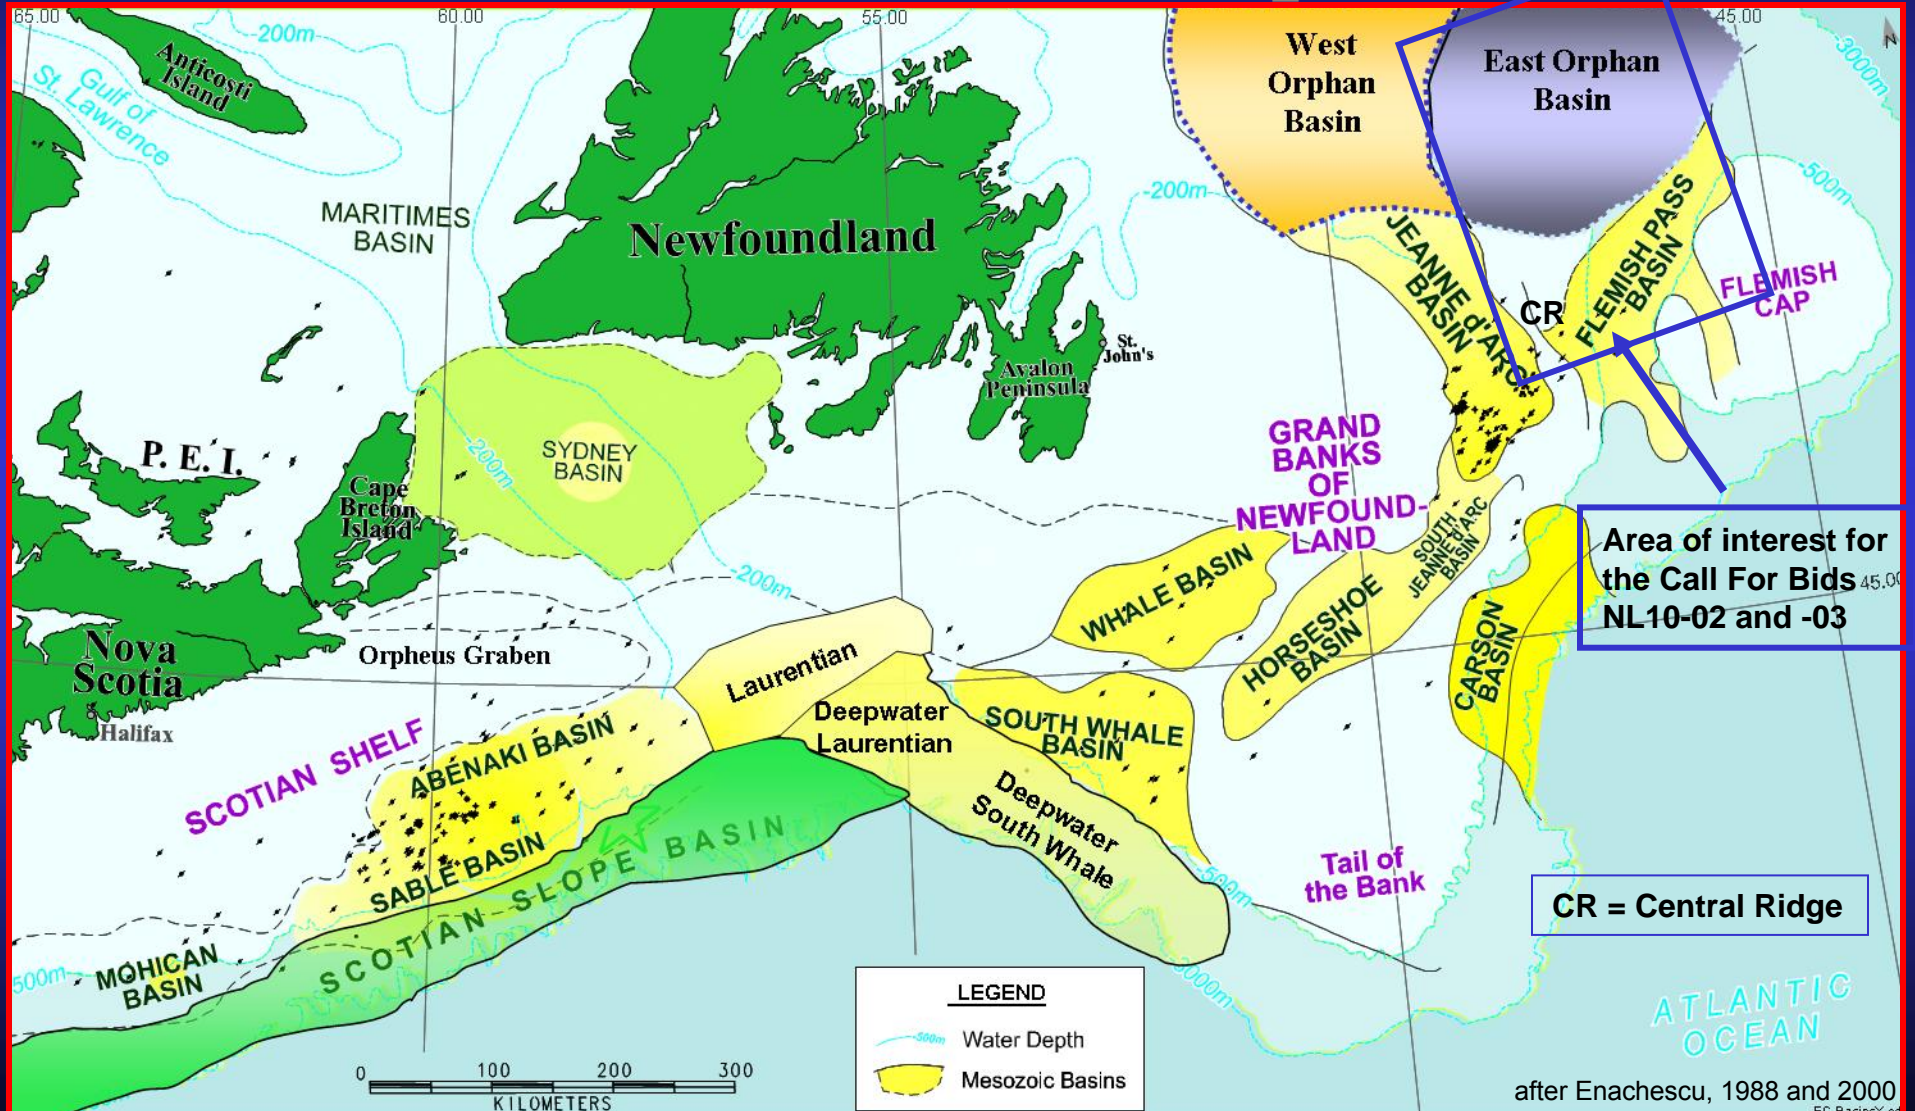 65.00
60.00
55.00
45.00
-200m
Anticosti
Island
Gulf of
St. Lawrence
West
Orphan
Basin
East Orphan
Basin
-3000m
N
MARITIMES
BASIN
Newfoundland
-200m
-500m
JEANNE d'ARC
BASIN
FLEMISH PASS
BASIN
FLEMISH
CAP
CR
St.
John's
Avalon
Peninsula
P. E. I.
Cape
Breton
Island
-200m
SYDNEY
BASIN
GRAND
BANKS
OF
NEWFOUND-
LAND
SOUTH
JEANNE d'ARC
BASIN
Area of interest for
the Call For Bids
NL10-02 and -03
45.00
-200m
WHALE BASIN
HORSESHOE
BASIN
CARSON
BASIN
Nova
Scotia
Halifax
Orpheus Graben
Laurentian
Deepwater
Laurentian
SOUTH WHALE
BASIN
SCOTIAN SHELF
ABENAKI BASIN
SABLE BASIN
Deepwater
South Whale
SCOTIAN SLOPE BASIN
Tail of
the Bank
-500m
CR = Central Ridge
MOHICAN
BASIN
500m
-3000m
LEGEND
-500m Water Depth
Mesozoic Basins
0 100 200 300
KILOMETERS
ATLANTIC
OCEAN
after Enachescu, 1988 and 2000